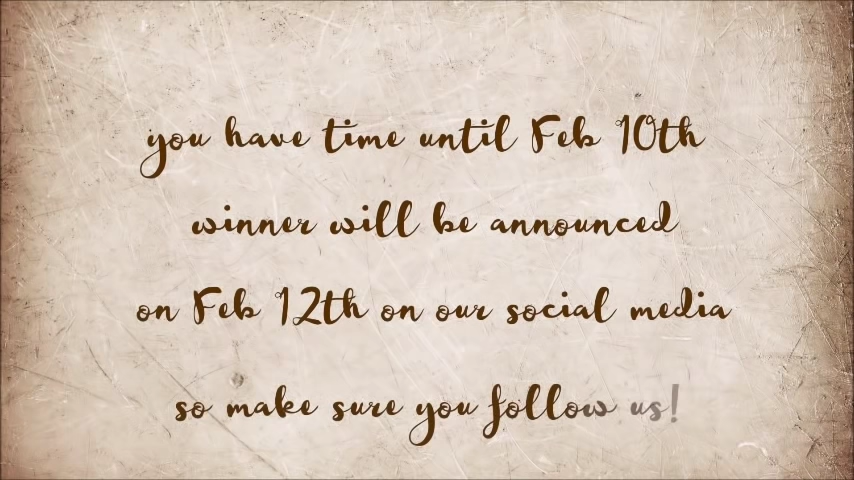 you have time until Feb 10th
winner will be announced
on Feb 12th on our social media
so make sure you follow us!